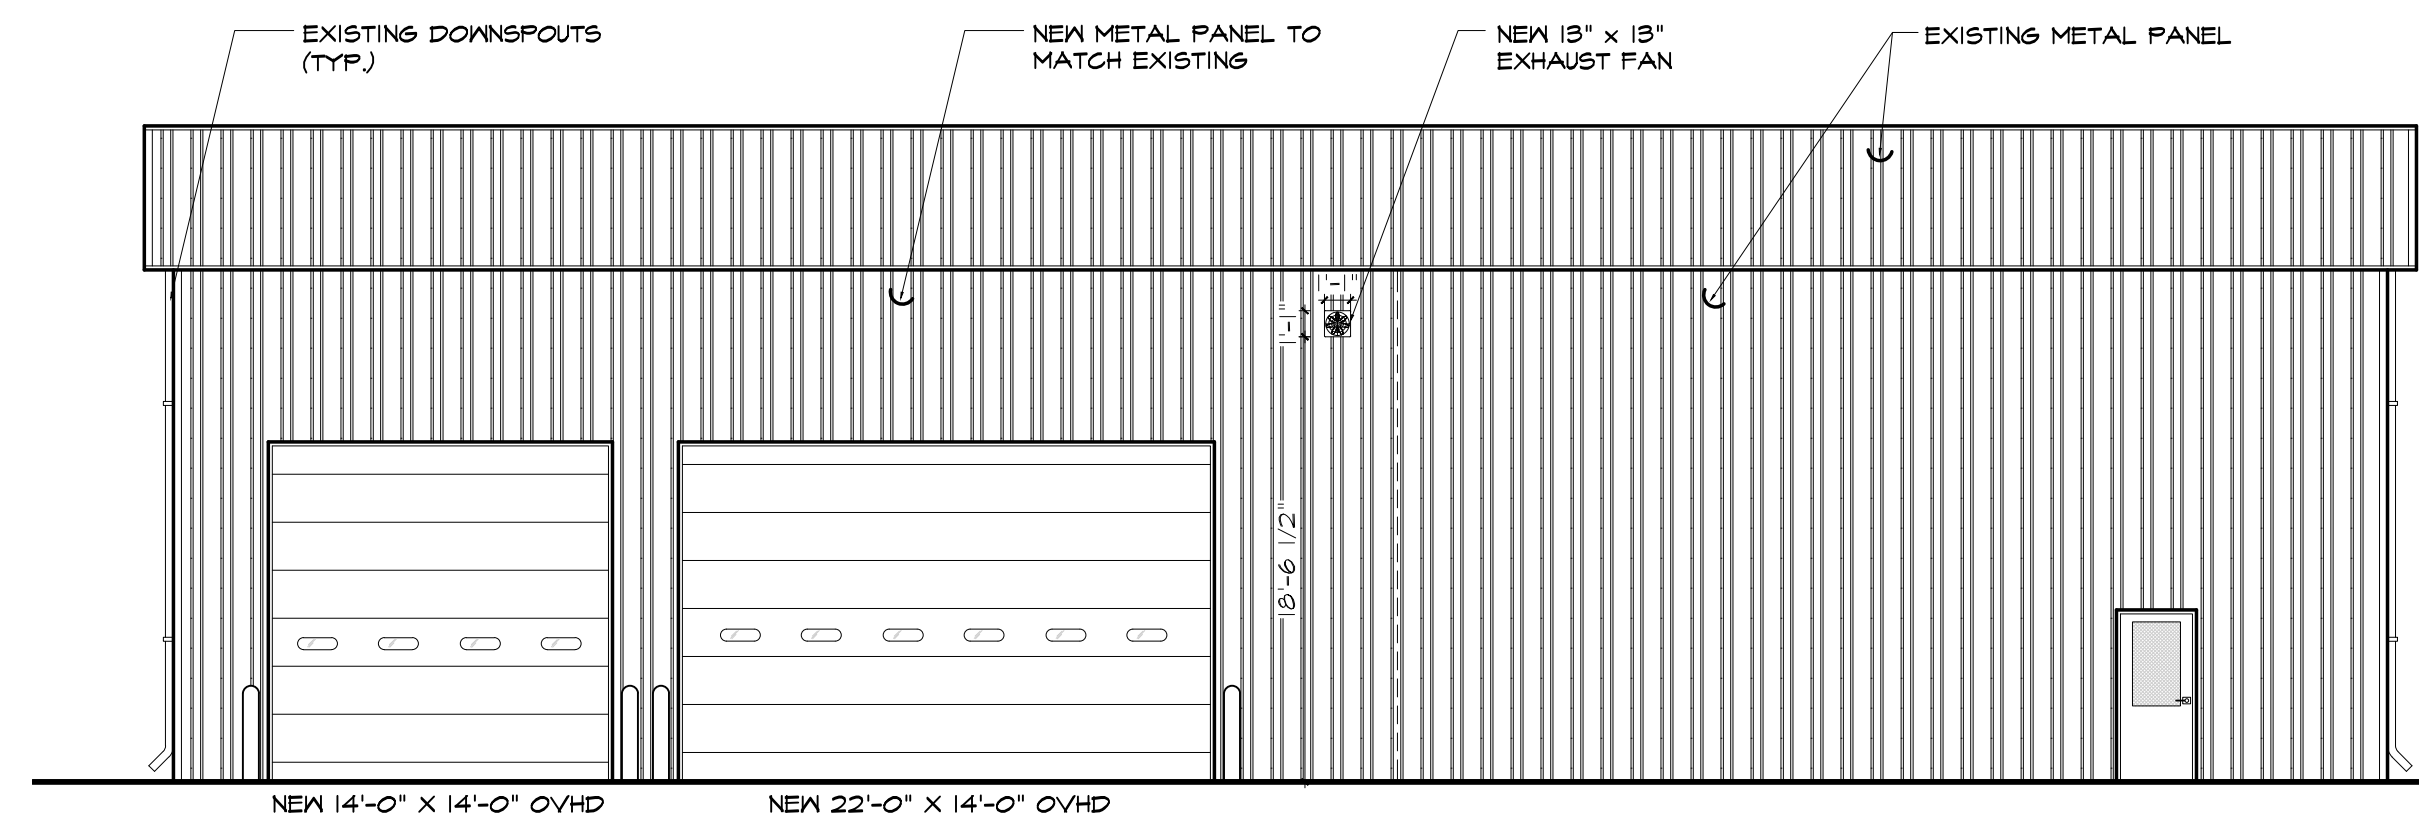 EXISTING DOWNSPOUTS
(TYP.)
NEW METAL PANEL TO
MATCH EXISTING
NEW 13" x 13"
EXHAUST FAN
EXISTING METAL PANEL
1'-1"
1'-1"
18'-6 1/2"
NEW 14'-0" X 14'-0" OVHD
NEW 22'-0" X 14'-0" OVHD